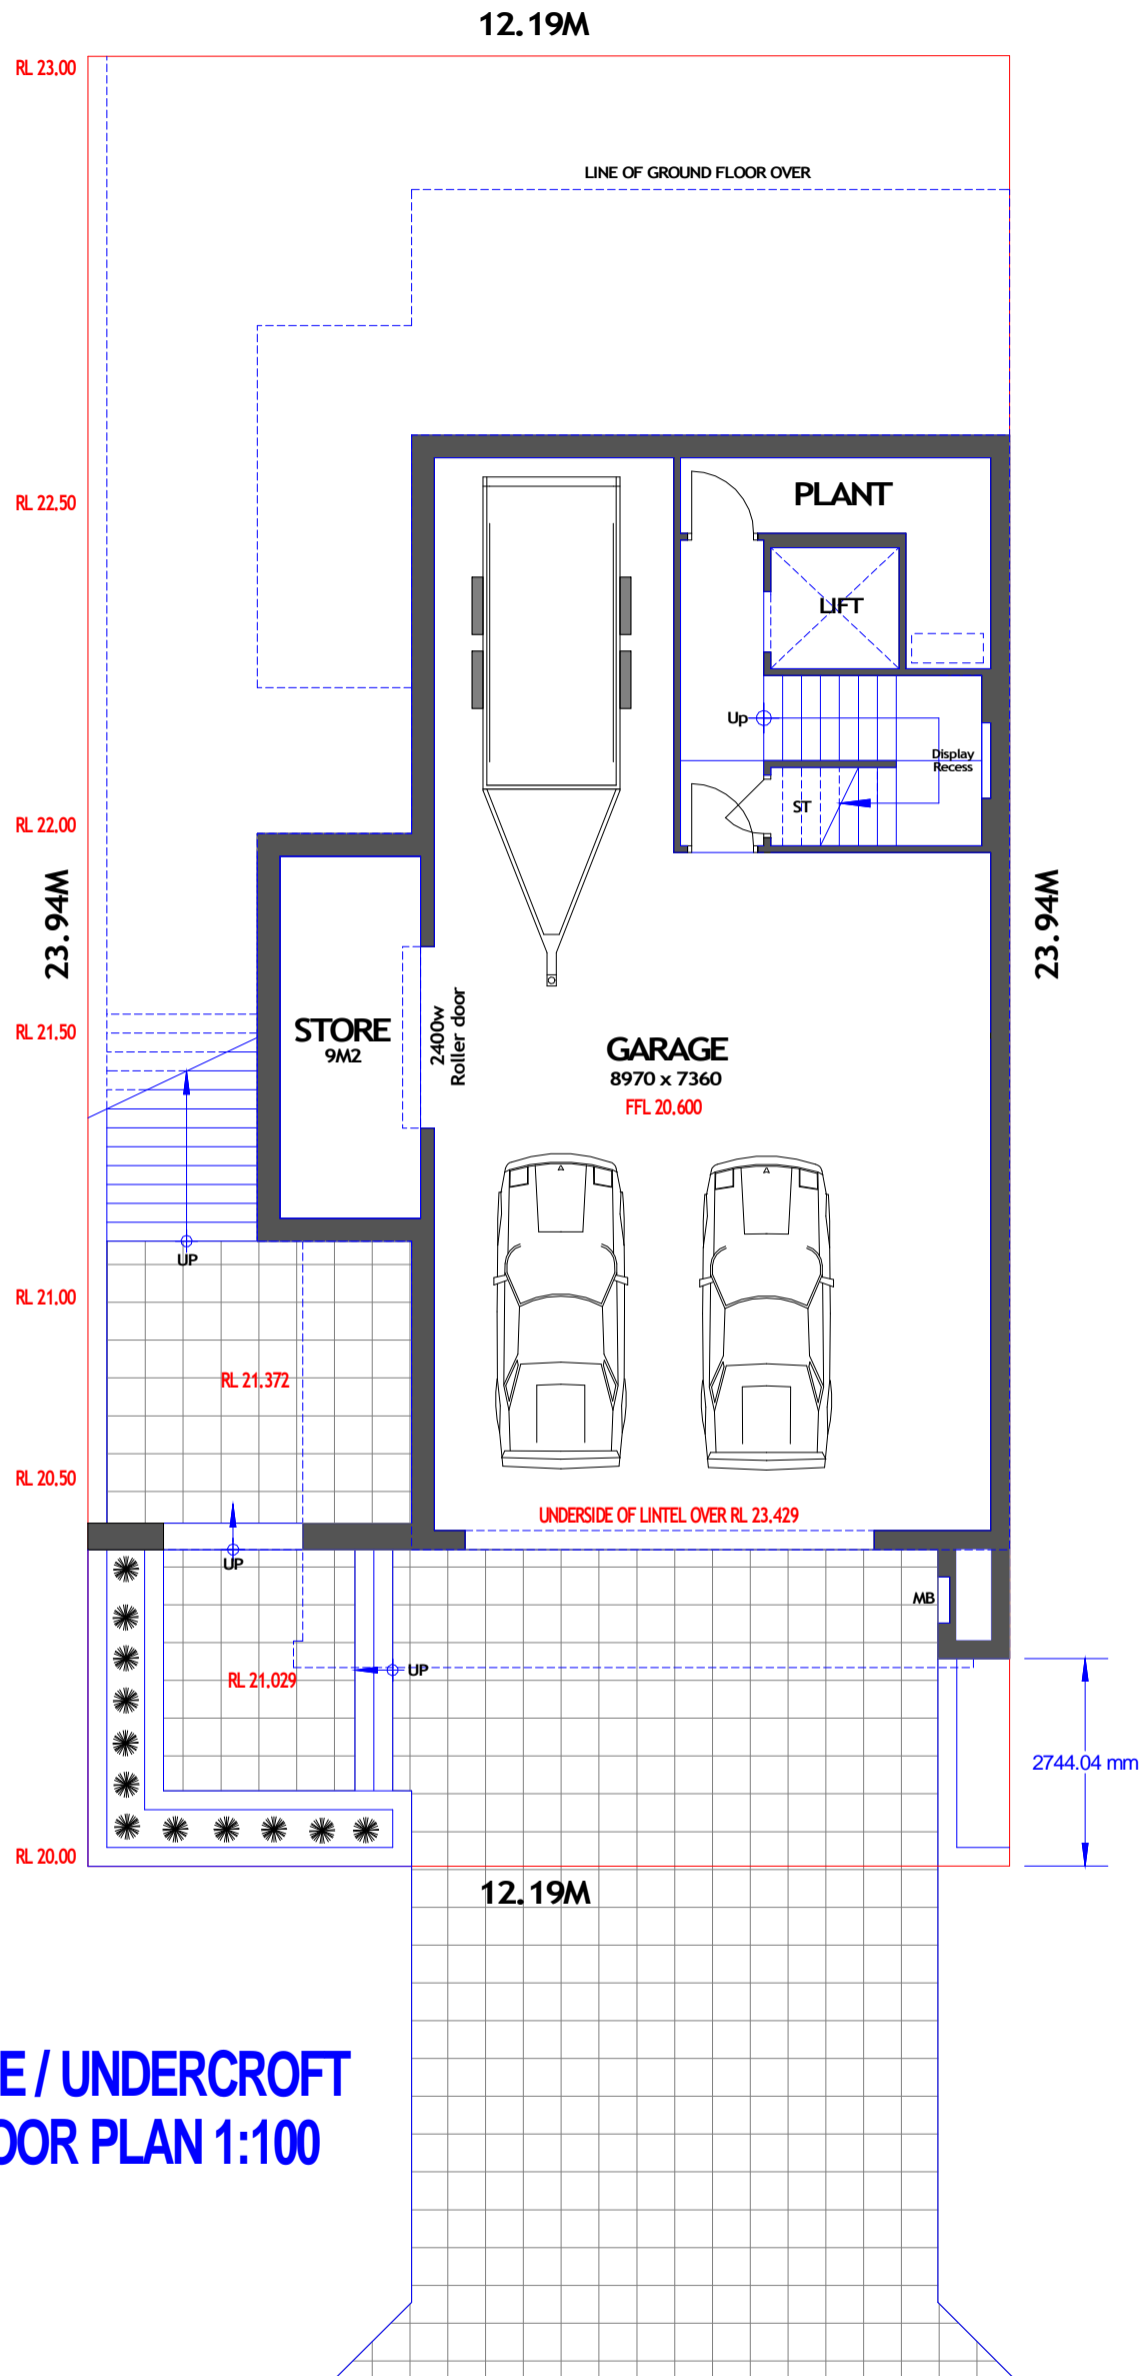 12.19M
RL 23.00
LINE OF GROUND FLOOR OVER
RL 22.50
PLANT
LIFT
Up
Display
Recess
ST
RL 22.00
23.94M
23.94M
RL 21.50
STORE
9M2
2400w
Roller door
GARAGE
8970 x 7360
FFL 20.600
UP
RL 21.00
RL 21.372
RL 20.50
UNDERSIDE OF LINTEL OVER RL 23.429
UP
MB
UP
RL 21.029
2744.04 mm
RL 20.00
12.19M
E / UNDERCROFT
OOR PLAN 1:100